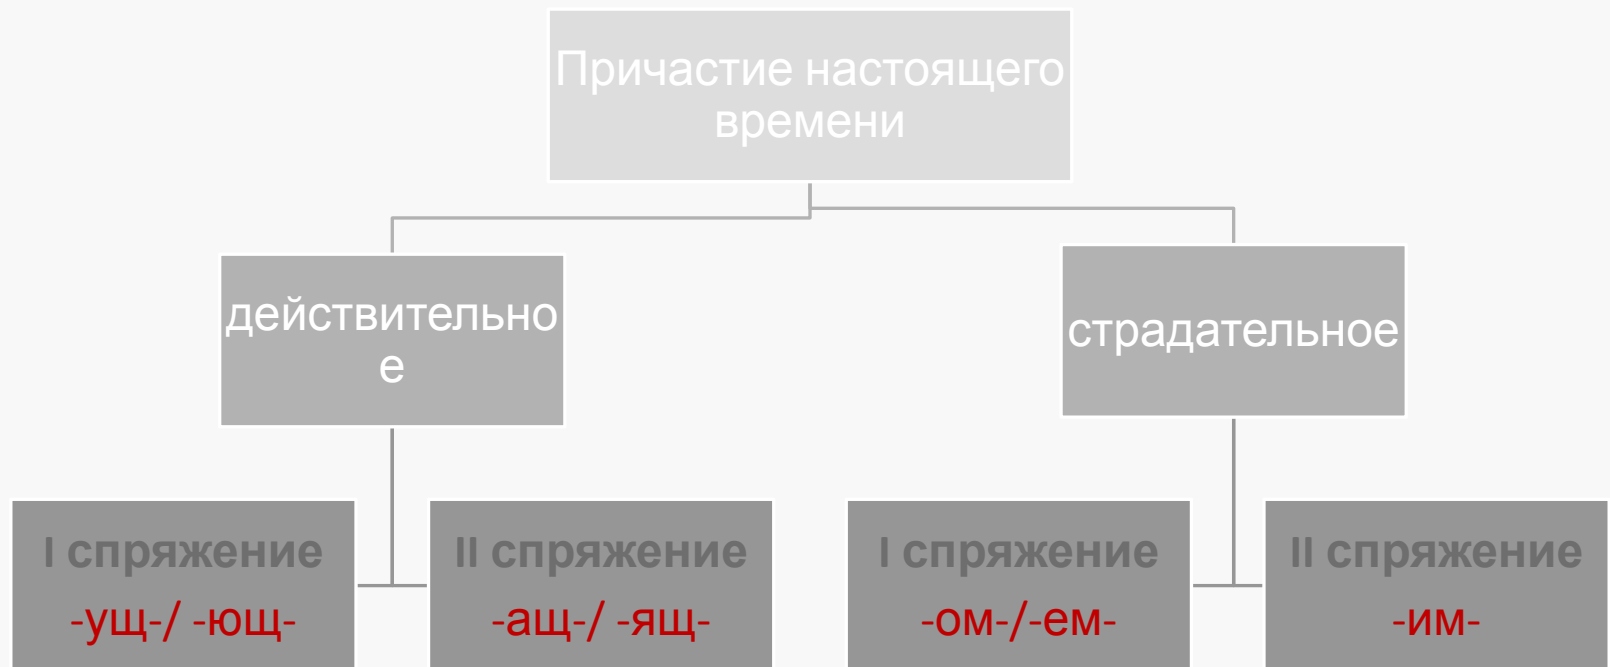 Причастие настоящего
времени
действительно
е
страдательное
I спряжение
-ущ-/ -ющ-
II спряжение
-ащ-/ -ящ-
I спряжение
-ом-/-ем-
II спряжение
-им-